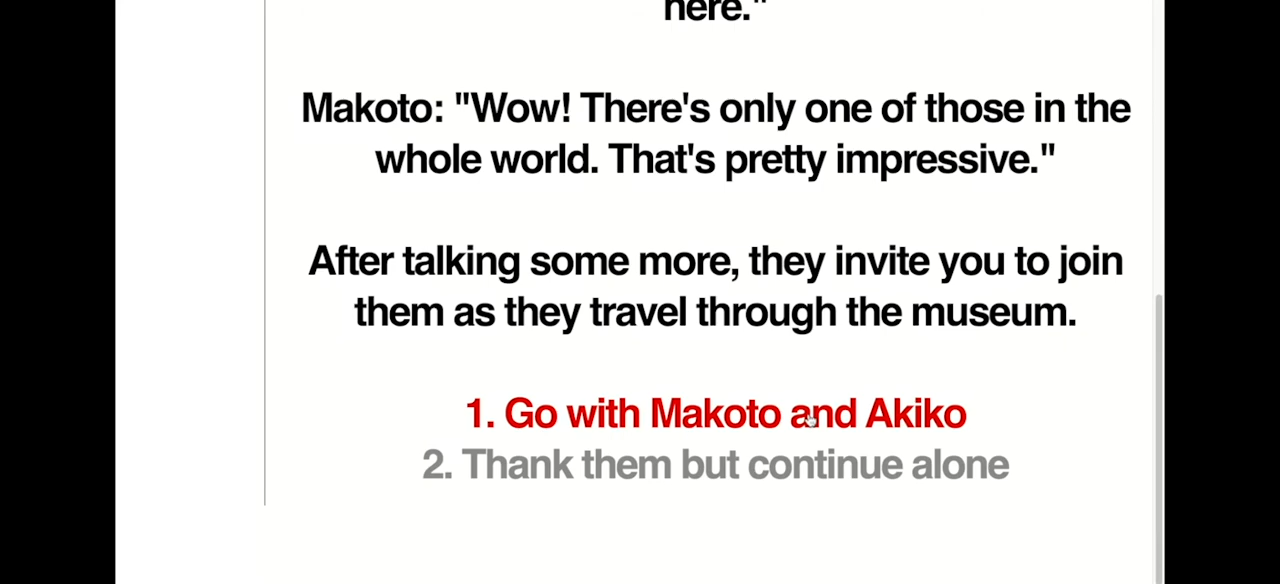 here."
Makoto: "Wow! There's only one of those in the
whole world. That's pretty impressive."
After talking some more, they invite you to join
them as they travel through the museum.
1. Go with Makoto and Akiko
2. Thank them but continue alone